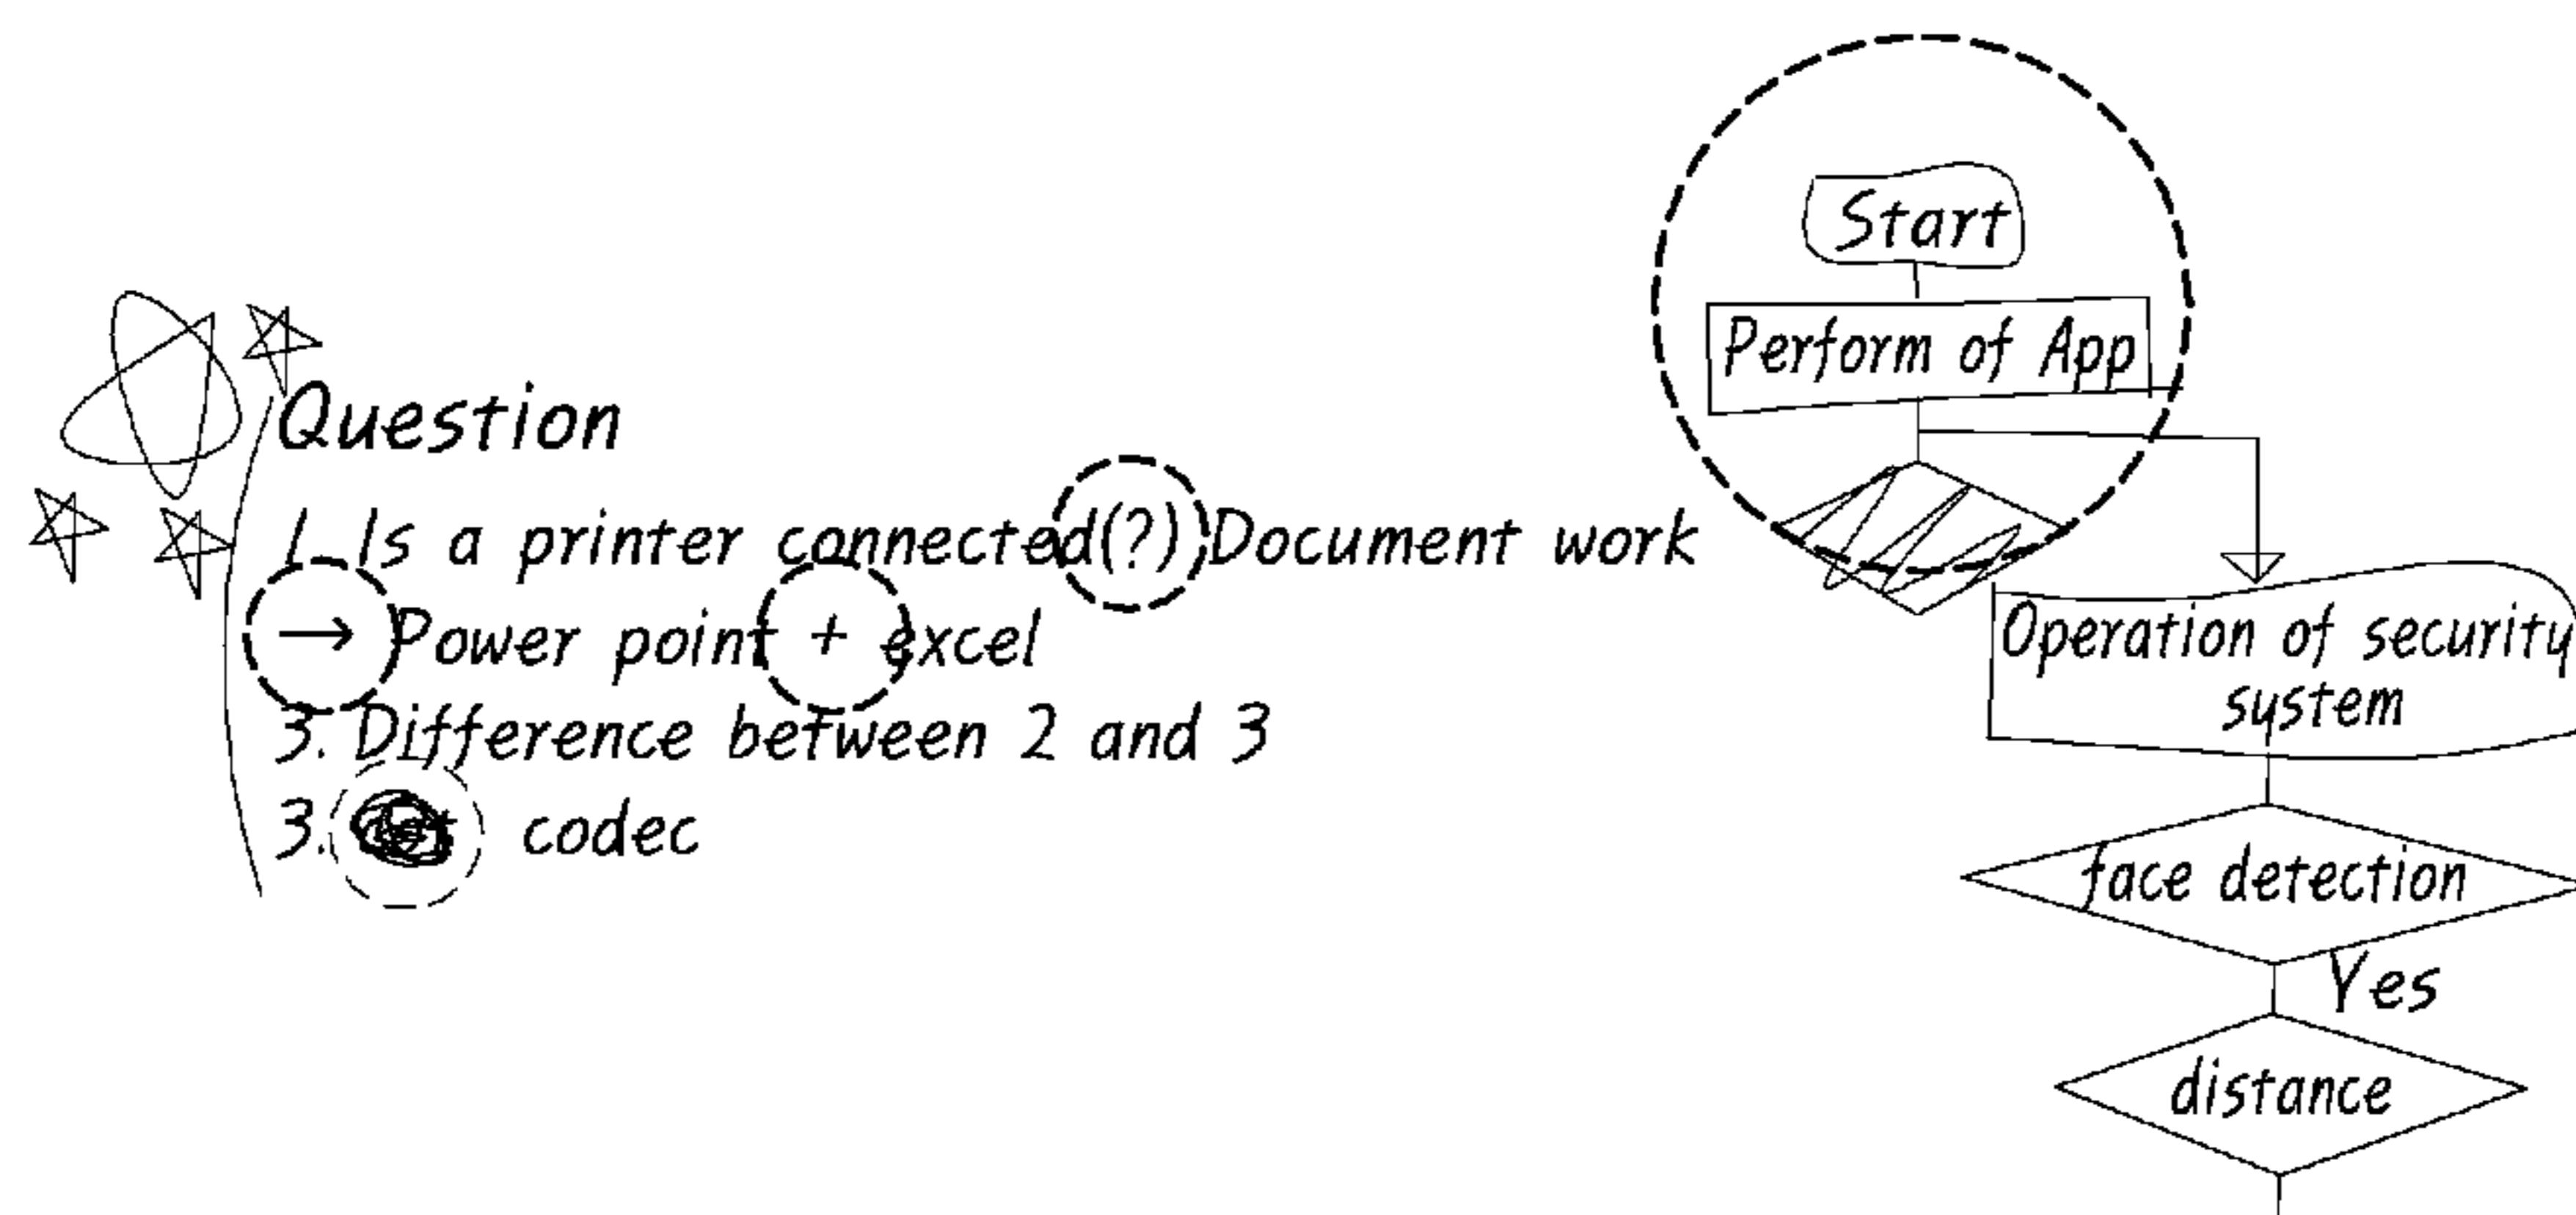 Question
1. Is a printer connected(?) Document work
→ Power point + excel
3. Difference between 2 and 3
3. codec
Start
Perform of App
Operation of security
system
face detection
Yes
distance